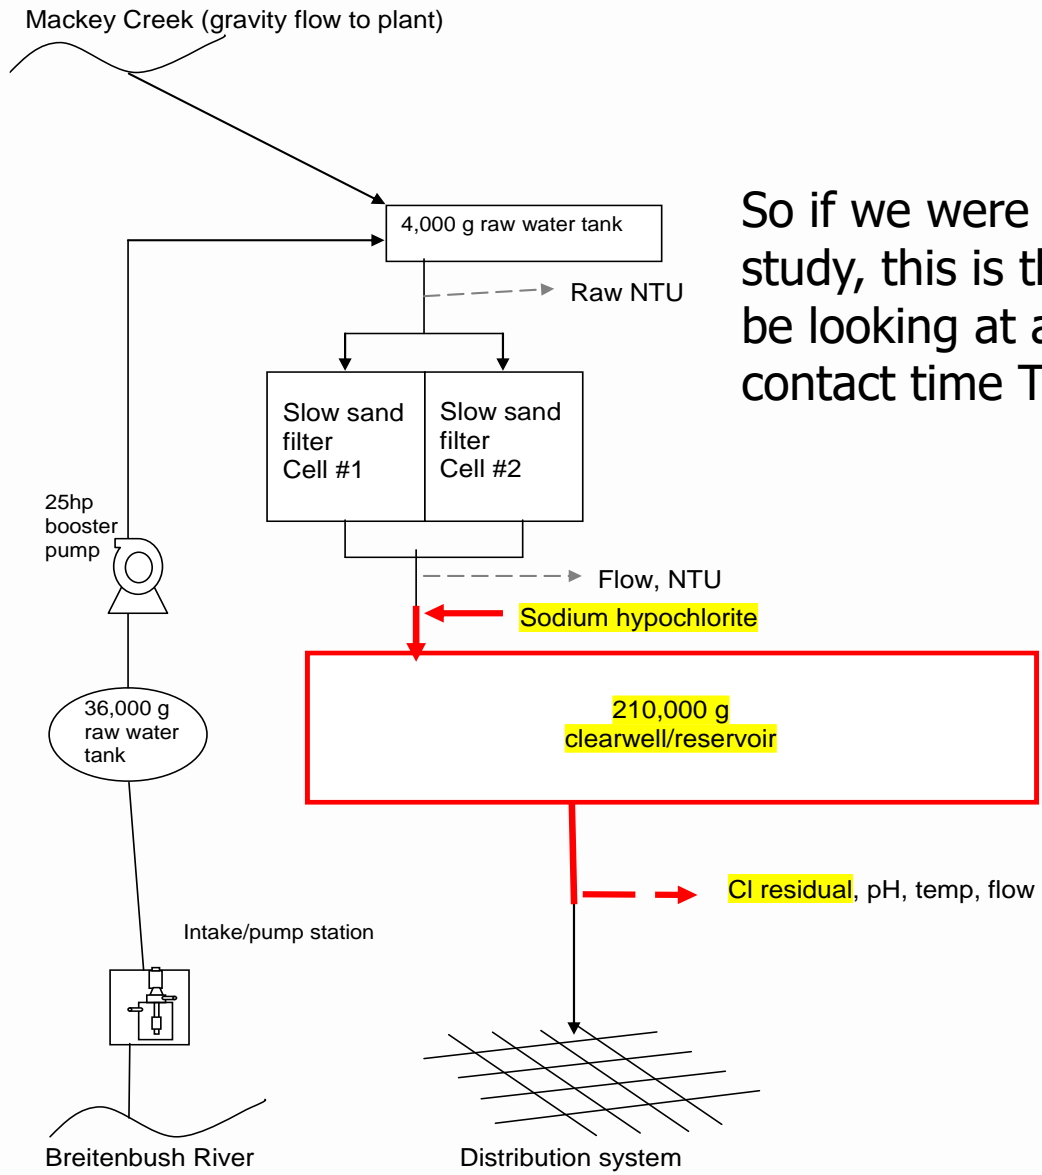 Mackey Creek (gravity flow to plant)
4,000 g raw water tank
So if we were
study, this is
be looking at
contact time
Raw NTU
Slow sand
filter
Cell #1
Slow sand
filter
Cell #2
25hp
booster
pump
Flow, NTU
Sodium hypochlorite
36,000 g
raw water
tank
210,000 g
clearwell/reservoir
Cl residual, pH, temp, flow
Intake/pump station
Breitenbush River
Distribution system